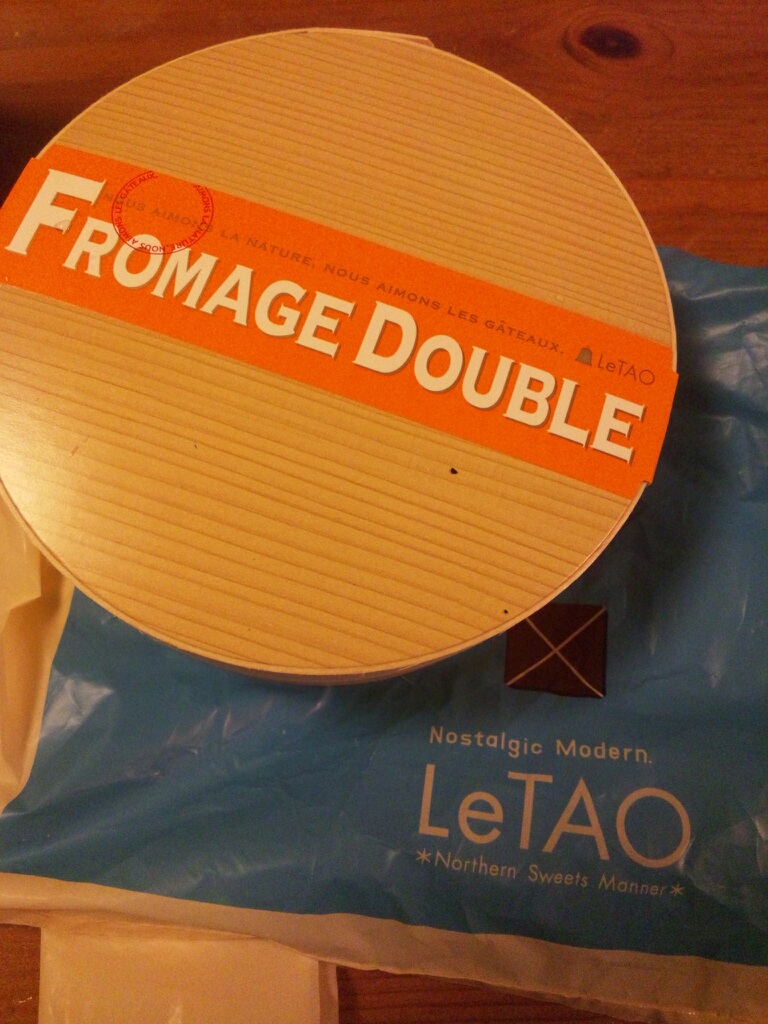 NOUS AIMONS LA NATURE, NOUS AIMONS LES GÂTEAUX,
LeTAO
FROMAGE DOUBLE
Nostalgic Modern.
LeTAO
*Northern Sweets Manner*